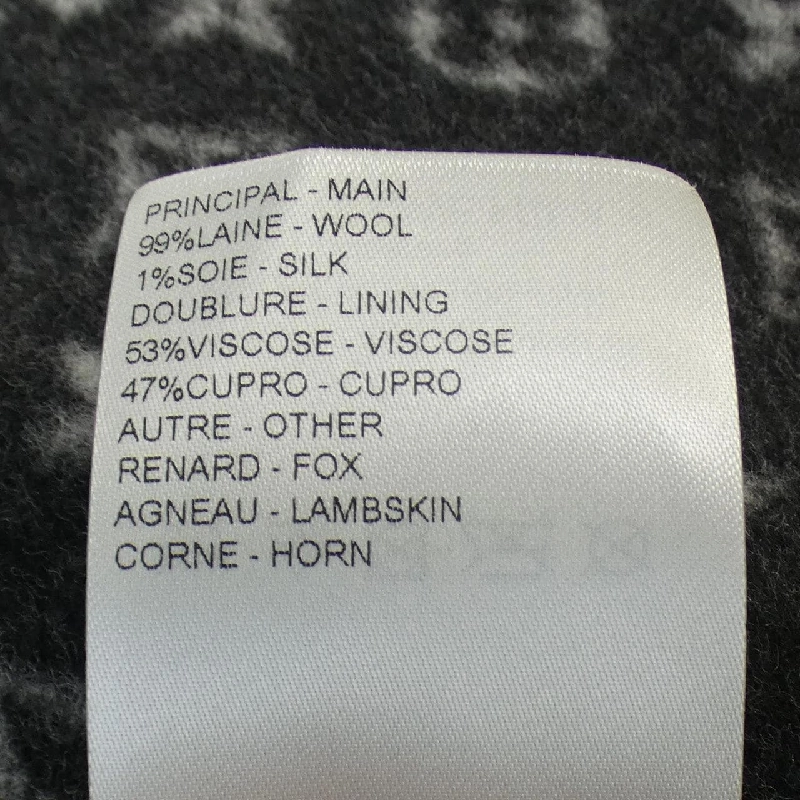 PRINCIPAL - MAIN
99%LAINE - WOOL
1%SOIE - SILK
DOUBLURE - LINING
53%VISCOSE - VISCOSE
47%CUPRO - CUPRO
AUTRE - OTHER
RENARD - FOX
AGNEAU - LAMBSKIN
CORNE - HORN